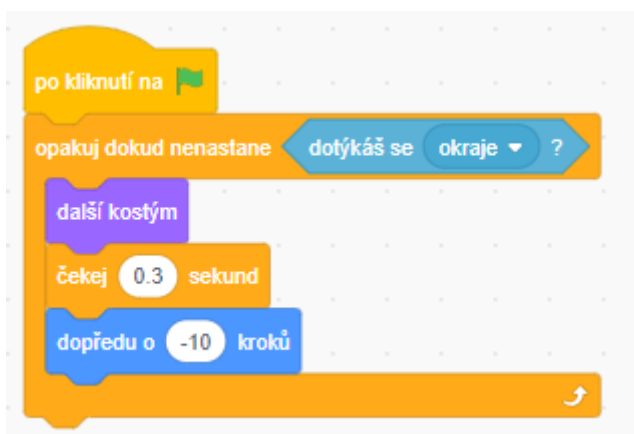 po kliknutí na
opakuj dokud nenastane dotýkáš se okraje ?
další kostým
čekej 0.3 sekund
dopředu o -10 kroků